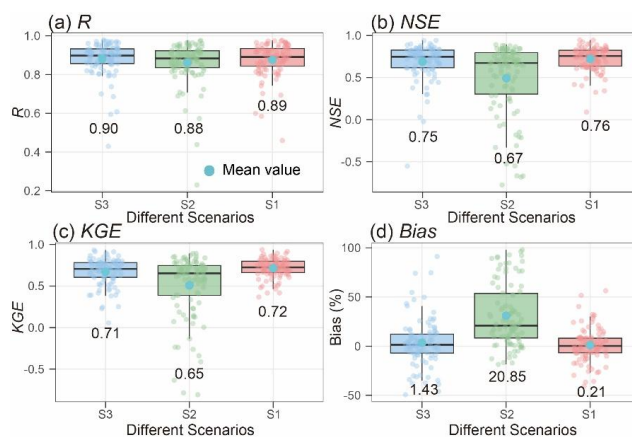 (a) R
1.0
0.8
0.6
0.4
0.2
R
0.90
0.88
0.89
Mean value
S3
S2
S1
Different Scenarios
(b) NSE
1.0
0.5
0.0
-0.5
NSE
0.75
0.67
0.76
S3
S2
S1
Different Scenarios
(c) KGE
1.0
0.5
0.0
-0.5
KGE
0.71
0.65
0.72
S3
S2
S1
Different Scenarios
(d) Bias
100
50
0
-50
Bias (%)
1.43
20.85
0.21
S3
S2
S1
Different Scenarios